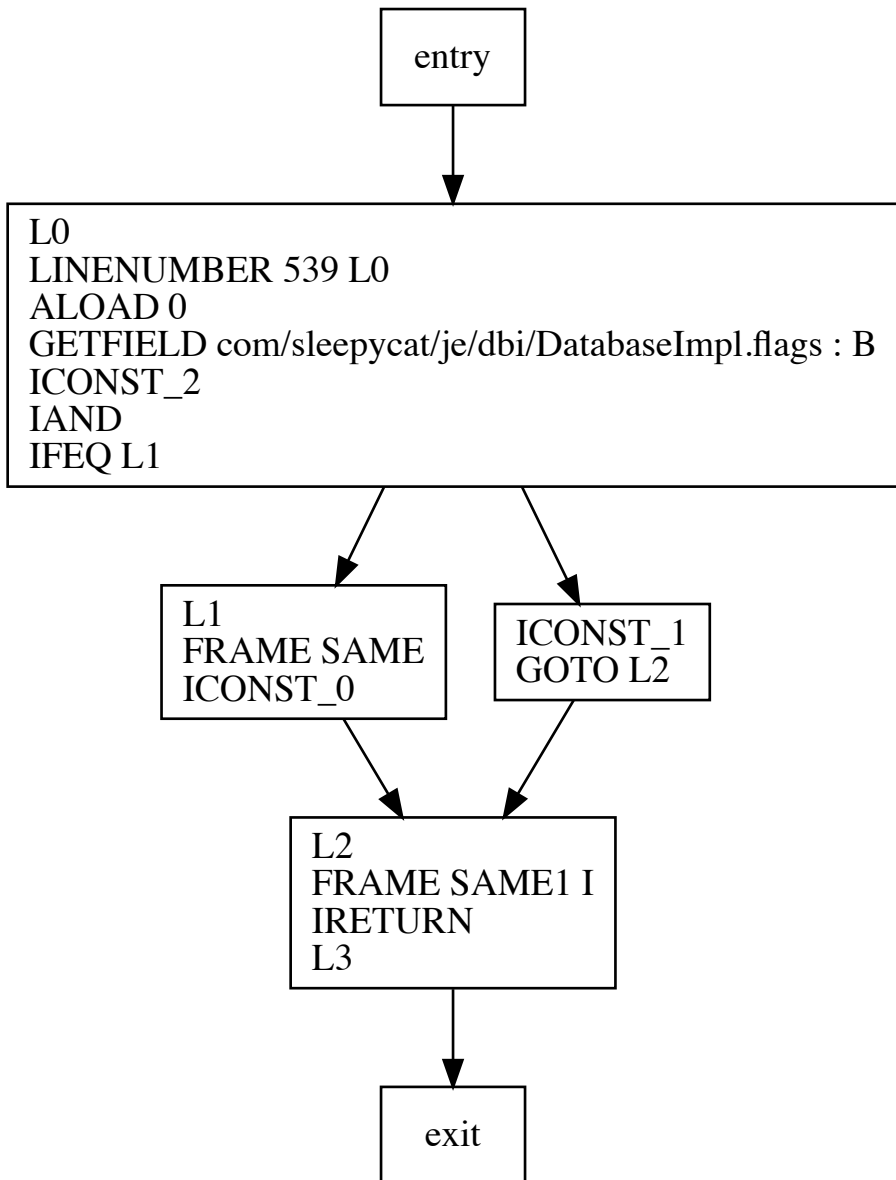 entry
L0
LINENUMBER 539 L0
ALOAD 0
GETFIELD com/sleepycat/je/dbi/DatabaseImpl.flags : B
ICONST_2
IAND
IFEQ L1
L1
FRAME SAME
ICONST_0
ICONST_1
GOTO L2
L2
FRAME SAME1 I
IRETURN
L3
exit